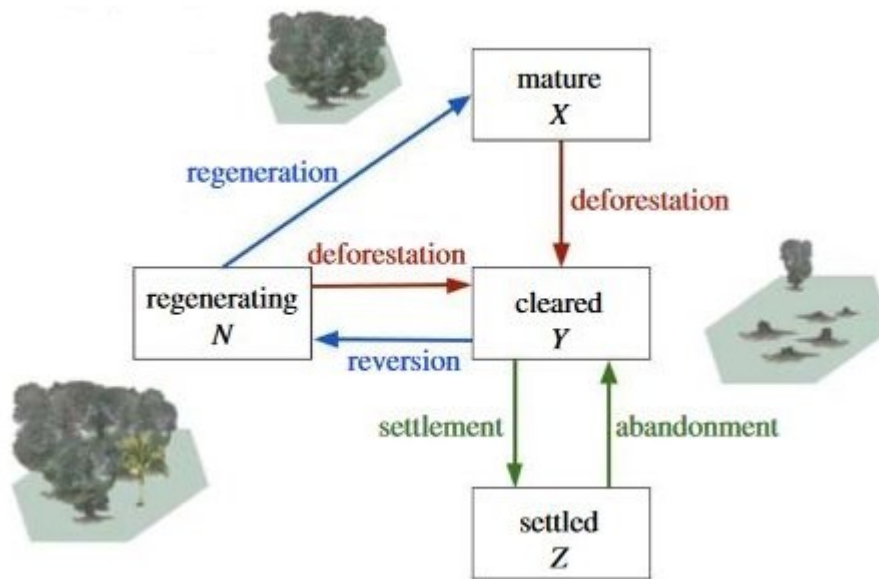 mature
X
regeneration
deforestation
deforestation
regenerating
N
cleared
Y
reversion
settlement
abandonment
settled
Z